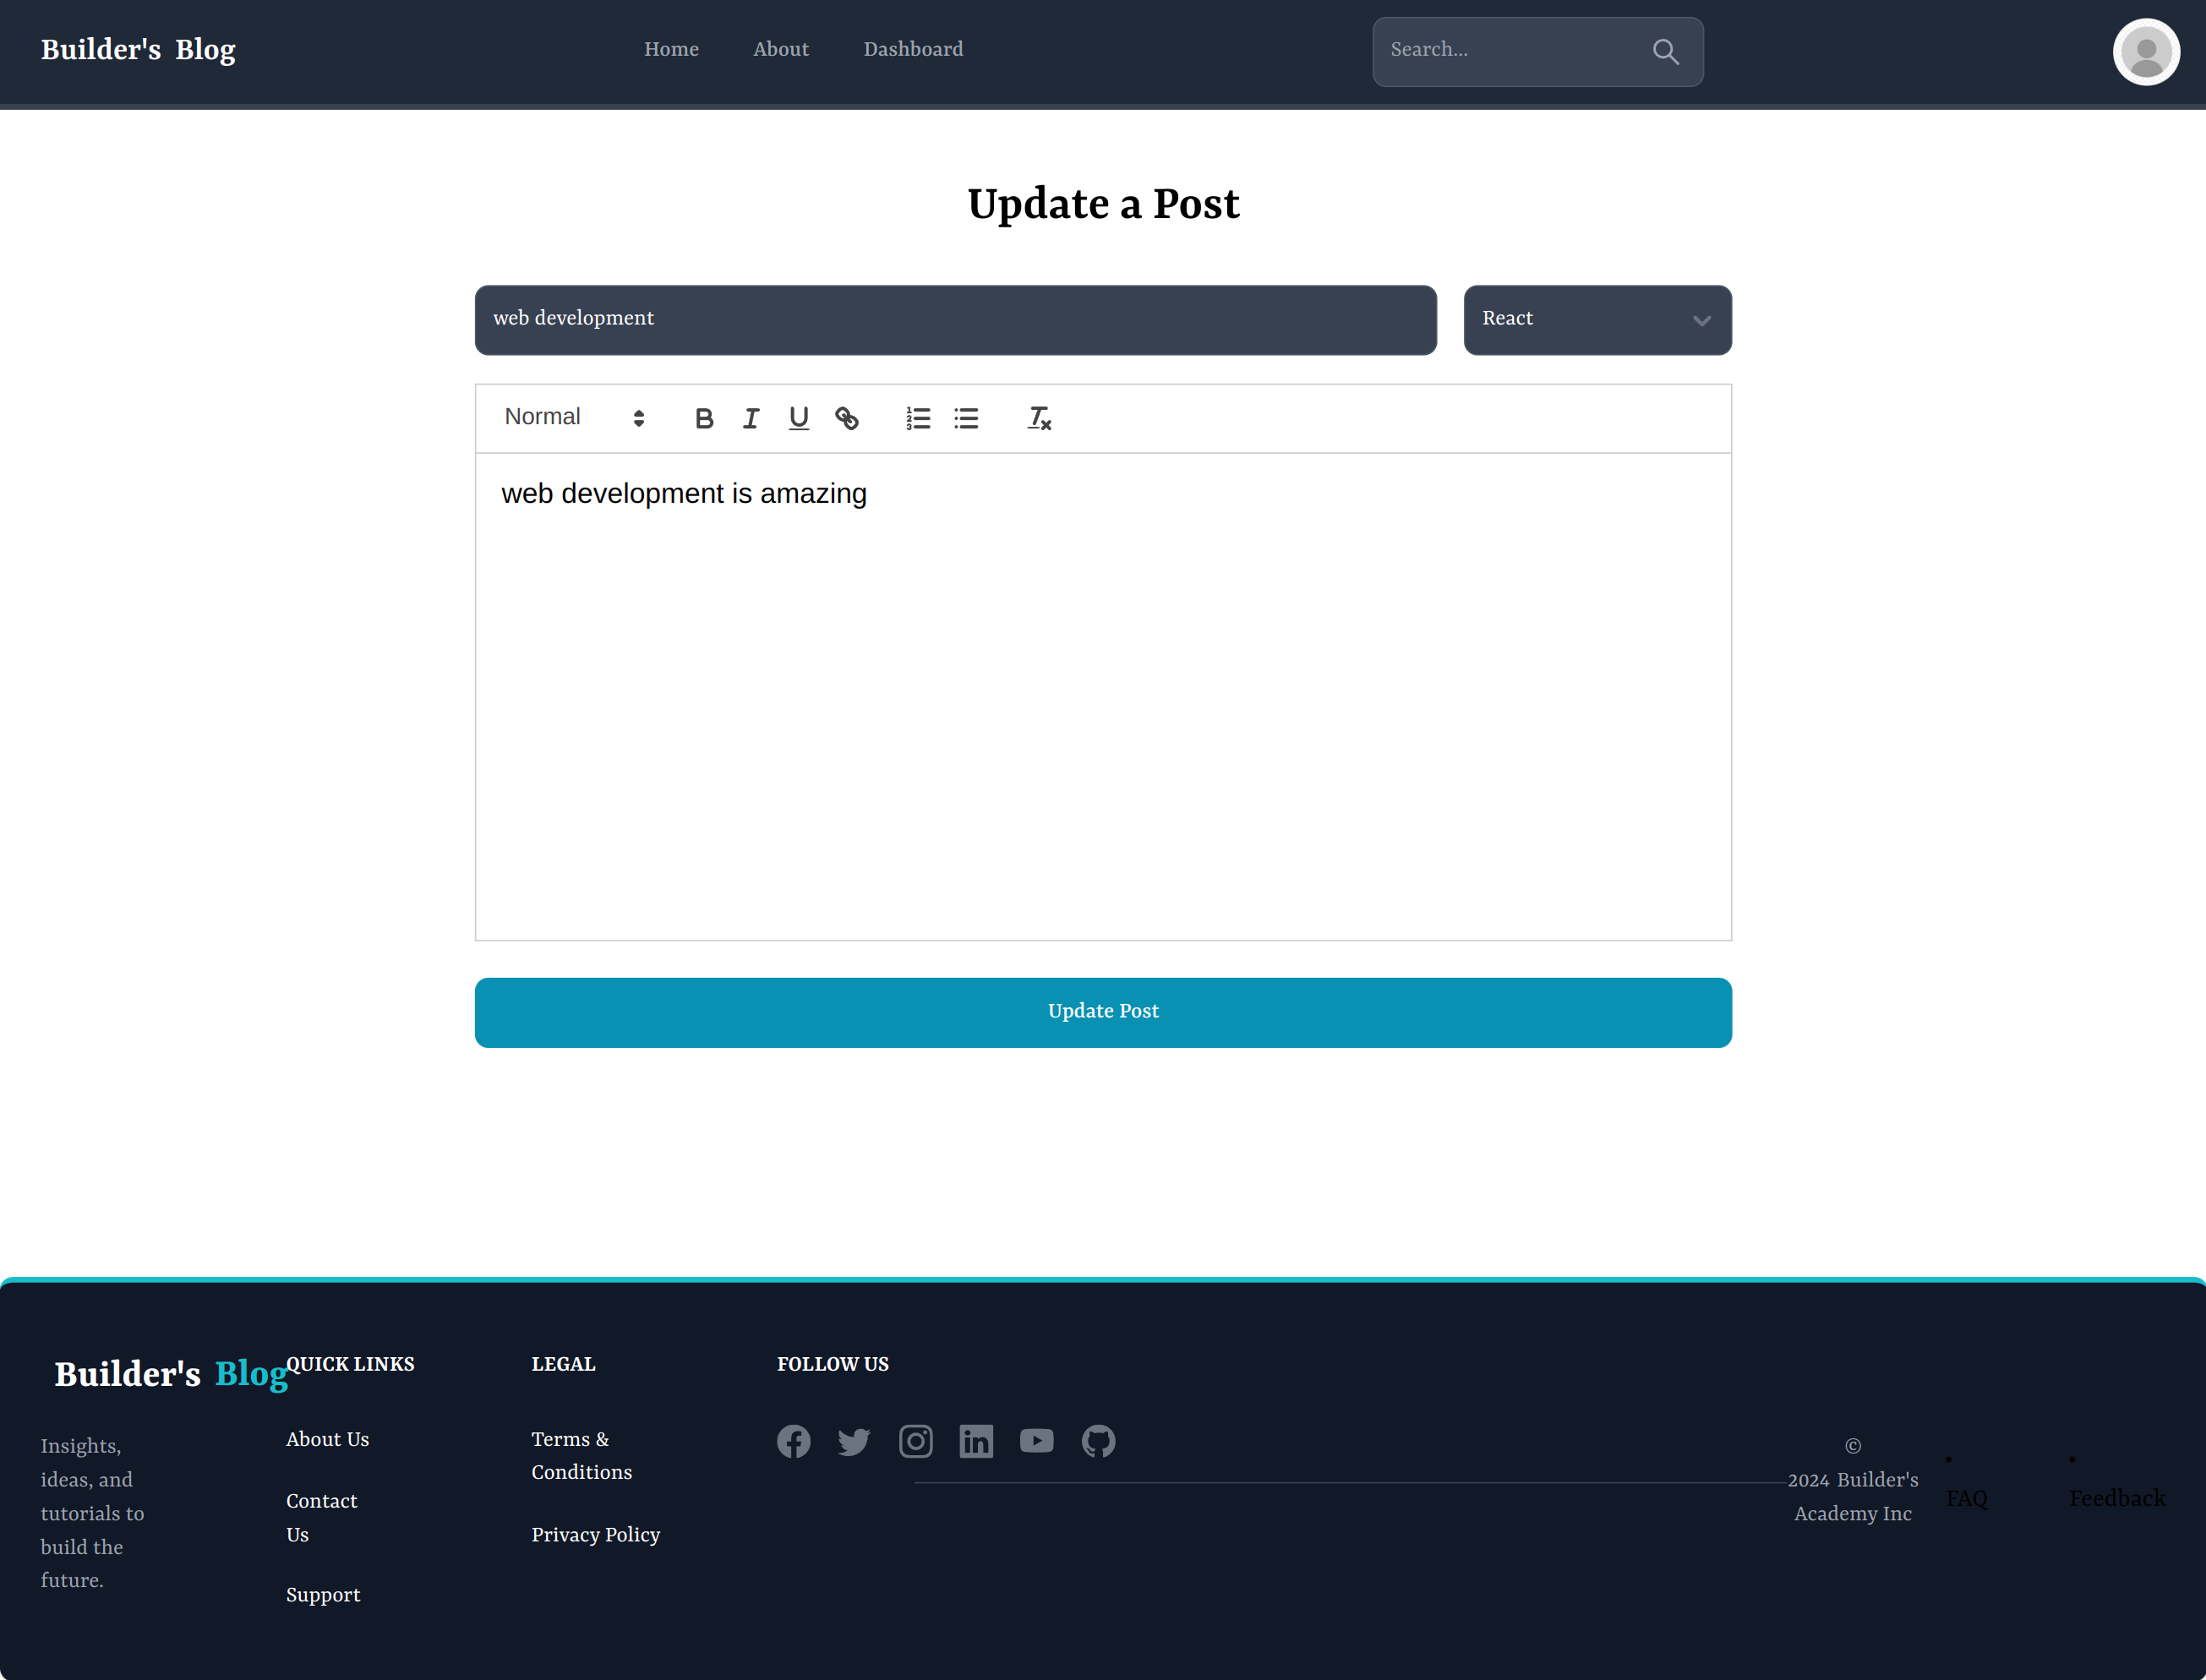 Builder's Blog
Home About Dashboard
Search...
Update a Post
web development
React
Normal
web development is amazing
Update Post
Builder's Blog
Insights,
ideas, and
tutorials to
build the
future.
QUICK LINKS
About Us
Contact
Us
Support
LEGAL
Terms &
Conditions
Privacy Policy
FOLLOW US
©
2024 Builder's
Academy Inc
• FAQ
• Feedback